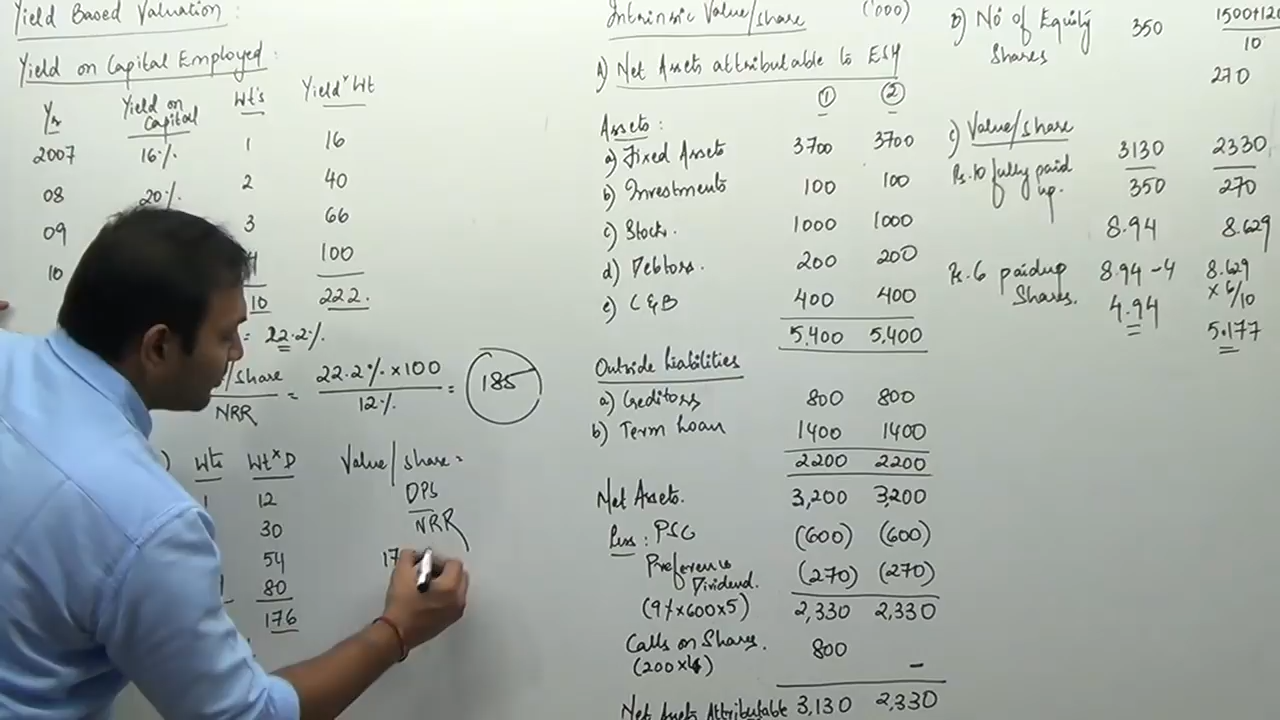 Yield Based Valuation :
Yield on Capital Employed :
Yrs Yield on Capital Wt's Yield × Wt
2007 16% 1 16
08 20% 2 40
09 3 66
10 4 100
10 222.
= 22.2%
/share = 22.2% × 100 = 185
NRR 12%
Wts Wt × D
1 12
30
54
80
176
Value/share =
DPS
NRR
17
Intrinsic Value/share ('000)
A) Net Assets attributable to ESH
① ②
Assets :
a) Fixed Assets 3700 3700
b) Investments 100 100
c) Stock. 1000 1000
d) Debtors. 200 200
e) C & B 400 400
5,400 5,400
Outside Liabilities
a) Creditors 800 800
b) Term Loan 1400 1400
2200 2200
Net Assets. 3,200 3,200
Less : PSC (600) (600)
Preference Dividend. (270) (270)
(9% × 600 × 5) 2,330 2,330
Calls on Shares. 800
(200 × 4) –
Net Assets Attributable 3,130 2,330
B) No of Equity Shares 350 1500+120
10
270
c) Value/share
Rs.10 fully paid up. 3130 2330
350 270
8.94 8.629
Rs.6 paidup Shares. 8.94 - 4 8.629
× 6/10
4.94 5.177